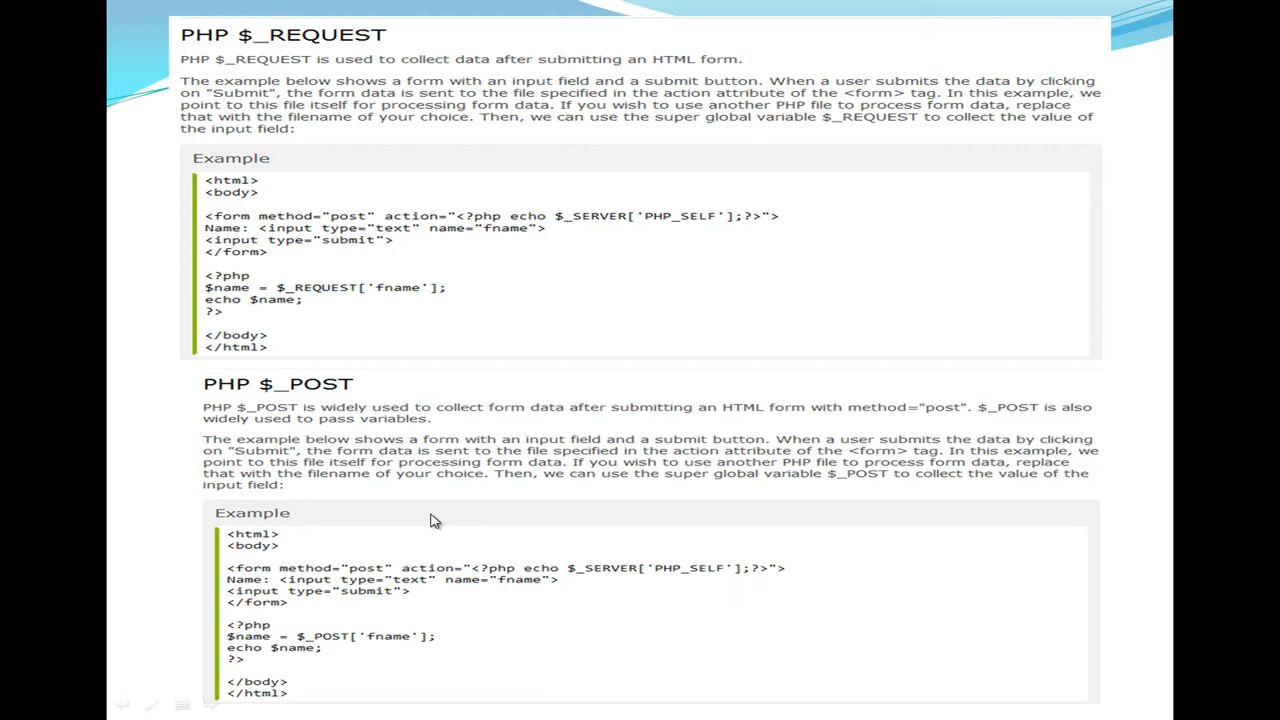 PHP $_REQUEST
PHP $_REQUEST is used to collect data after submitting an HTML form.
The example below shows a form with an input field and a submit button. When a user submits the data by clicking
on "Submit", the form data is sent to the file specified in the action attribute of the <form> tag. In this example, we
point to this file itself for processing form data. If you wish to use another PHP file to process form data, replace
that with the filename of your choice. Then, we can use the super global variable $_REQUEST to collect the value of
the input field:
Example
<html>
<body>
<form method="post" action="<?php echo $_SERVER['PHP_SELF'];?>">
Name: <input type="text" name="fname">
<input type="submit">
</form>
<?php
$name = $_REQUEST['fname'];
echo $name;
?>
</body>
</html>
PHP $_POST
PHP $_POST is widely used to collect form data after submitting an HTML form with method="post". $_POST is also
widely used to pass variables.
The example below shows a form with an input field and a submit button. When a user submits the data by clicking
on "Submit", the form data is sent to the file specified in the action attribute of the <form> tag. In this example, we
point to this file itself for processing form data. If you wish to use another PHP file to process form data, replace
that with the filename of your choice. Then, we can use the super global variable $_POST to collect the value of the
input field:
Example
<html>
<body>
<form method="post" action="<?php echo $_SERVER['PHP_SELF'];?>">
Name: <input type="text" name="fname">
<input type="submit">
</form>
<?php
$name = $_POST['fname'];
echo $name;
?>
</body>
</html>